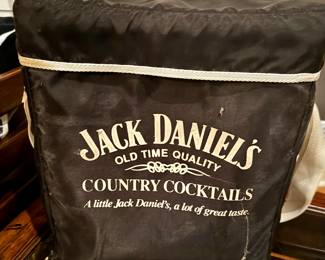 JACK DANIEL'S
OLD TIME QUALITY
COUNTRY COCKTAILS
A little Jack Daniel's, a lot of great taste.